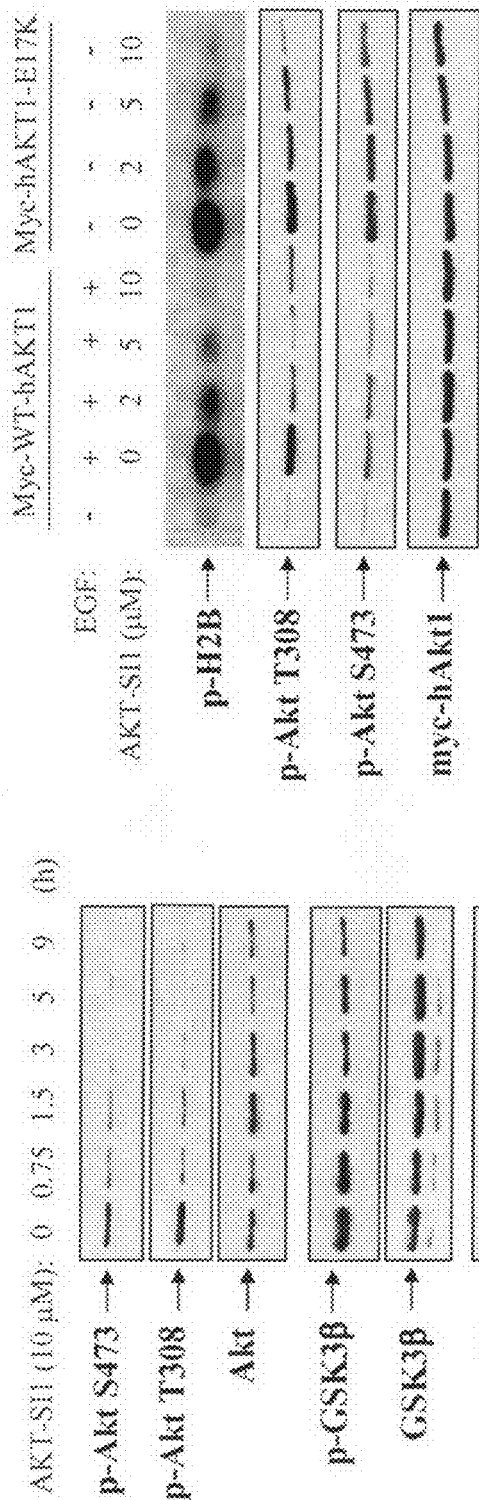 AKT-SI1 (10 µM): 0 0.75 1.5 3 5 9 (h)
p-Akt S473
p-Akt T308
Akt
p-GSK3β
GSK3β
Myc-WT-hAKT1 Myc-hAKT1-E17K
EGF: - + + + + - - - -
AKT-SI1 (µM): 0 2 5 10 0 2 5 10
p-H2B
p-Akt T308
p-Akt S473
myc-hAkt1